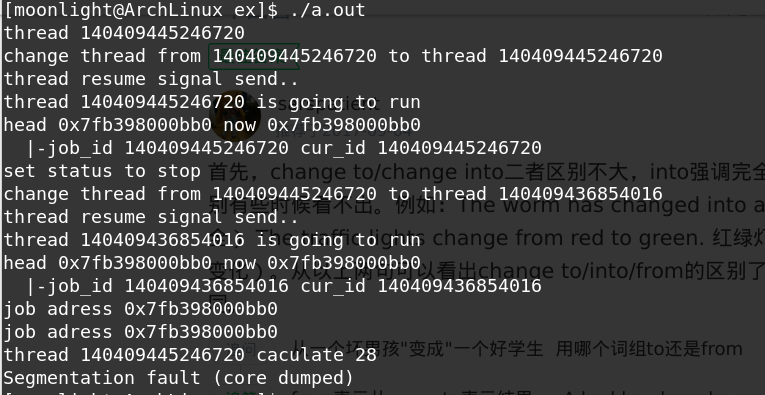 [moonlight@ArchLinux ex]$ ./a.out
thread 140409445246720
change thread from 140409445246720 to thread 140409445246720
thread resume signal send..
thread 140409445246720 is going to run
head 0x7fb398000bb0 now 0x7fb398000bb0
|-job_id 140409445246720 cur_id 140409445246720
set status to stop
首先，change to/change into二者区别不大，into强调完全
change thread from 140409445246720 to thread 140409436854016
别有些时候看不出。例如：The worm has changed into a
thread resume signal send..
thread 140409436854016 is going to run
The traffic lights change from red to green. 红绿灯
head 0x7fb398000bb0 now 0x7fb398000bb0
变化）。从以上两句可以看出change to/into/from的区别了
|-job_id 140409436854016 cur_id 140409436854016
job adress 0x7fb398000bb0
job adress 0x7fb398000bb0
从一个坏男孩"变成"一个好学生 用哪个词组to还是from
thread 140409445246720 caculate 28
Segmentation fault (core dumped)